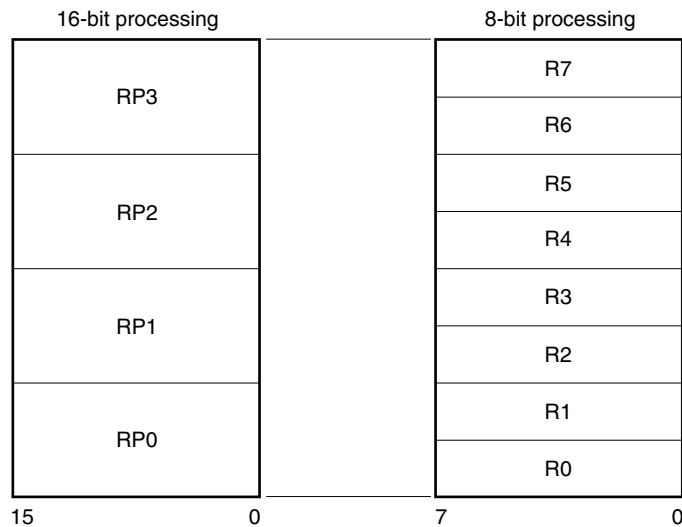 16-bit processing
8-bit processing
RP3
RP2
RP1
RP0
R7
R6
R5
R4
R3
R2
R1
R0
15 0
7 0